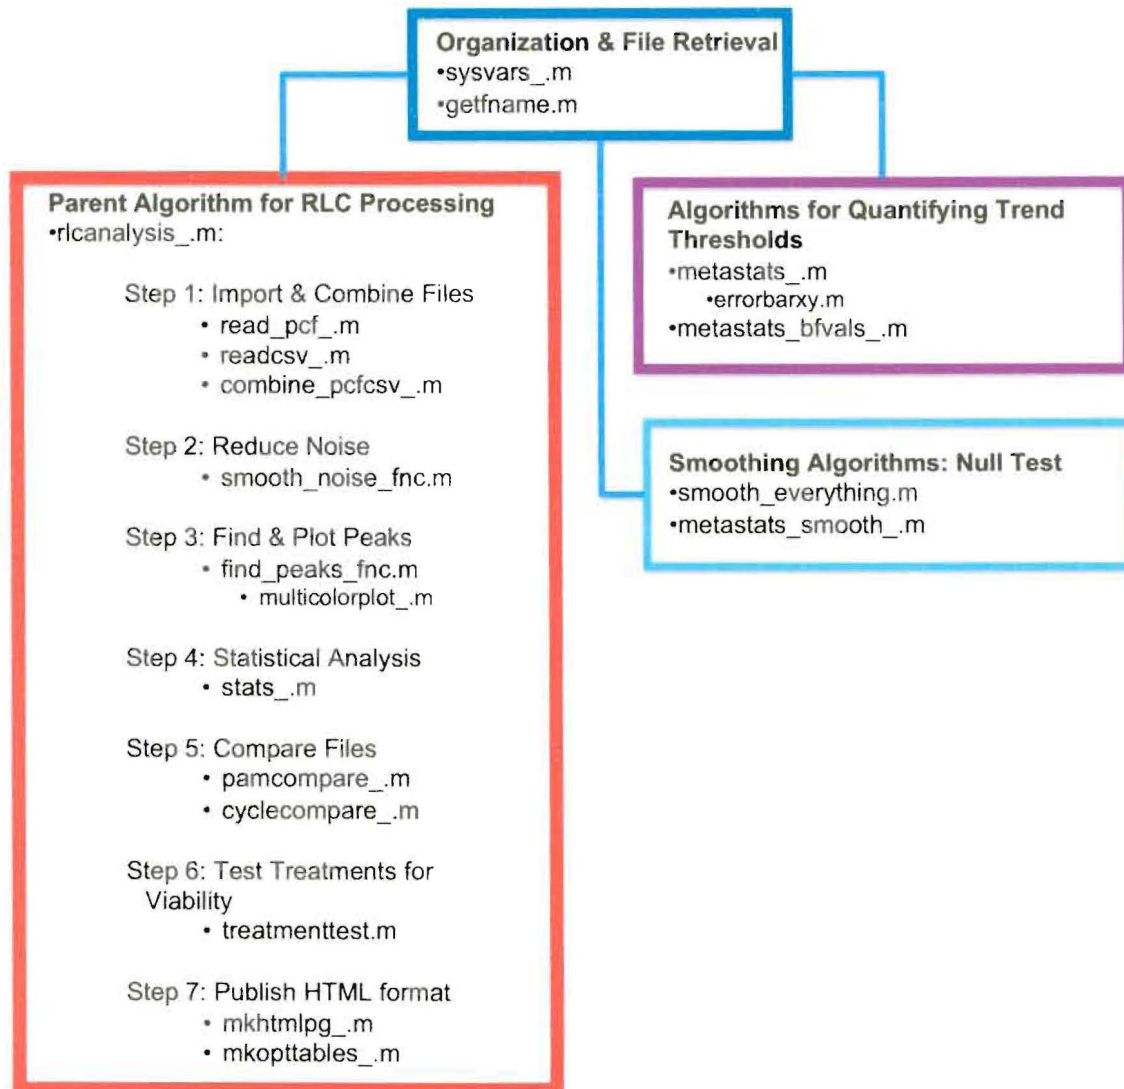 Organization & File Retrieval
•sysvars_.m
•getfname.m
Parent Algorithm for RLC Processing
•rlcanalysis_.m:
Step 1: Import & Combine Files
• read_pcf_.m
• readcsv_.m
• combine_pcfcsv_.m
Step 2: Reduce Noise
• smooth_noise_fnc.m
Step 3: Find & Plot Peaks
• find_peaks_fnc.m
• multicolorplot_.m
Step 4: Statistical Analysis
• stats_.m
Step 5: Compare Files
• pamcompare_.m
• cyclecompare_.m
Step 6: Test Treatments for
Viability
• treatmenttest.m
Step 7: Publish HTML format
• mkhtmlpg_.m
• mkopttables_.m
Algorithms for Quantifying Trend
Thresholds
•metastats_.m
•errorbarxy.m
•metastats_bfvals_.m
Smoothing Algorithms: Null Test
•smooth_everything.m
•metastats_smooth_.m